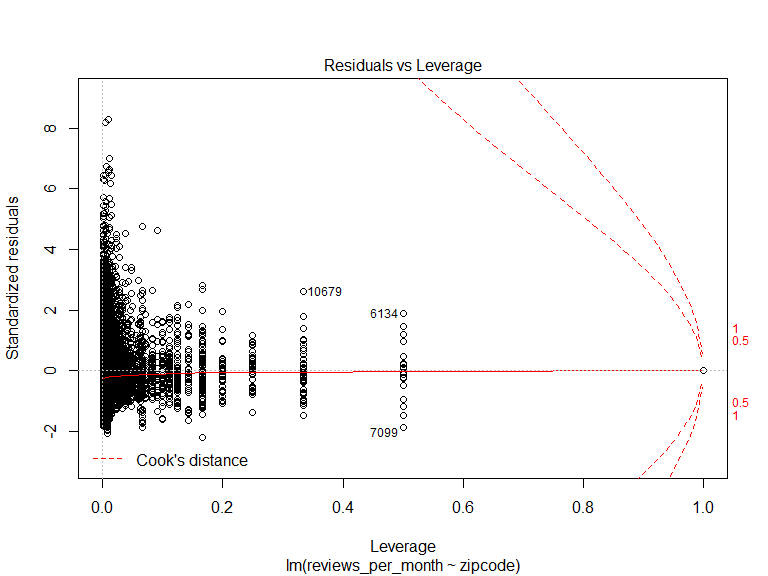 Residuals vs Leverage
Standardized residuals
8
6
4
2
0
-2
10679
6134
7099
1
0.5
0.5
1
Cook's distance
0.0 0.2 0.4 0.6 0.8 1.0
Leverage
lm(reviews_per_month ~ zipcode)